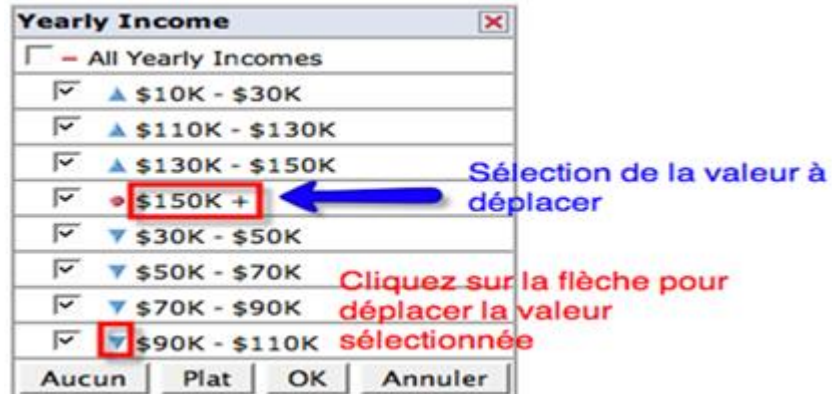 Yearly Income
All Yearly Incomes
$10K - $30K
$110K - $130K
$130K - $150K
$150K +
$30K - $50K
$50K - $70K
$70K - $90K
$90K - $110K
Aucun Plat OK Annuler
Sélection de la valeur à
déplacer
Cliquez sur la flèche pour
déplacer la valeur
sélectionnée